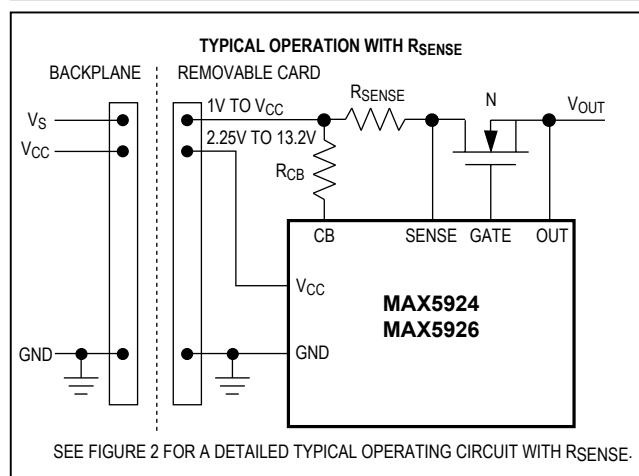 TYPICAL OPERATION WITH RSENSE
BACKPLANE
REMOVABLE CARD
VS
1V TO VCC
RSENSE
N
VOUT
VCC
2.25V TO 13.2V
RCB
CB
SENSE
GATE
OUT
VCC
MAX5924
MAX5926
GND
GND
SEE FIGURE 2 FOR A DETAILED TYPICAL OPERATING CIRCUIT WITH RSENSE.